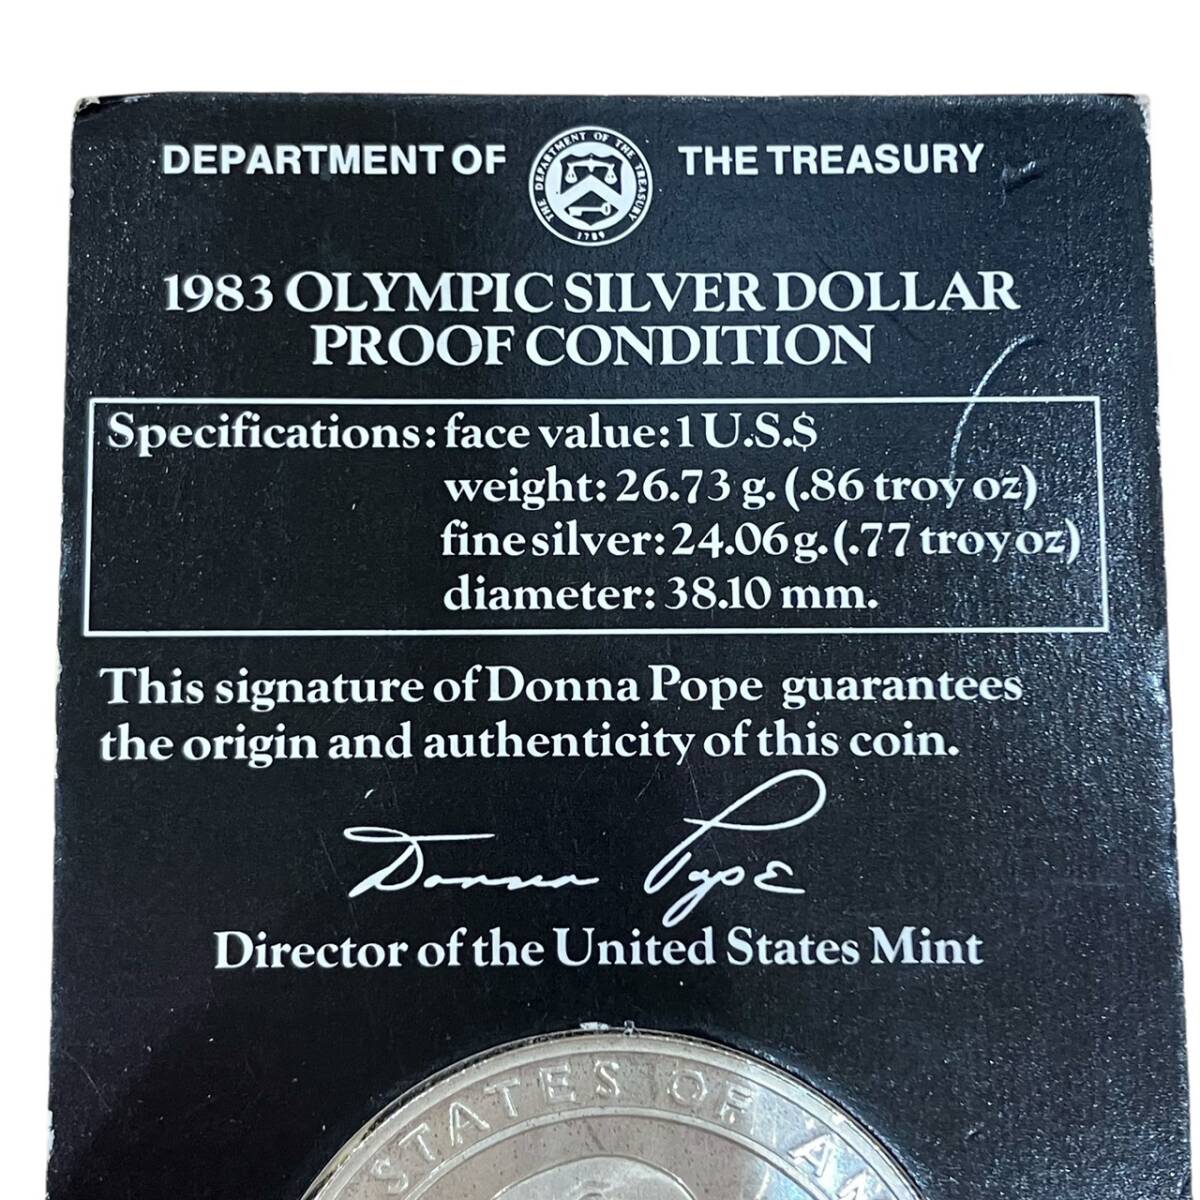 DEPARTMENT OF THE TREASURY
THE DEPARTMENT OF THE TREASURY
1789
1983 OLYMPIC SILVER DOLLAR
PROOF CONDITION
Specifications: face value: 1 U.S.$
weight: 26.73 g. (.86 troy oz)
fine silver: 24.06 g. (.77 troy oz)
diameter: 38.10 mm.
This signature of Donna Pope guarantees
the origin and authenticity of this coin.
Donna Pope
Director of the United States Mint
STATES OF AM